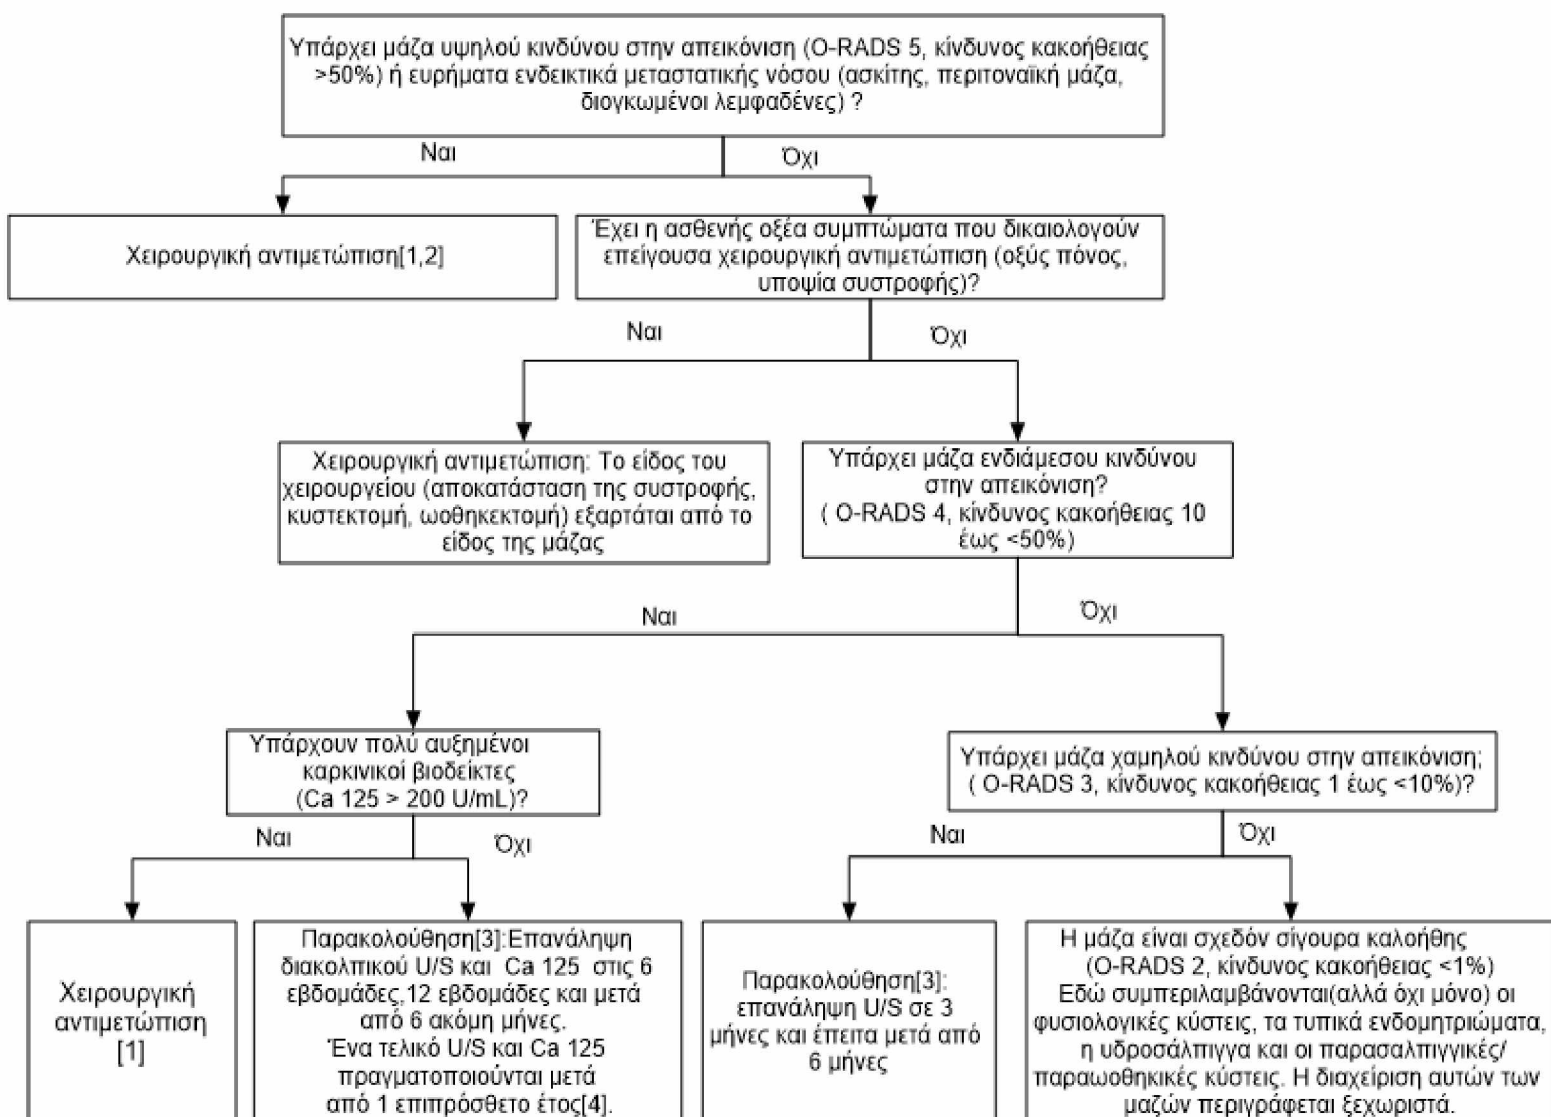 Υπάρχει μάζα υψηλού κινδύνου στην απεικόνιση (O-RADS 5, κίνδυνος κακοήθειας
>50%) ή ευρήματα ενδεικτικά μεταστατικής νόσου (ασκίτης, περιτοναϊκή μάζα,
διογκωμένοι λεμφαδένες) ?
Ναι
Όχι
Χειρουργική αντιμετώπιση[1,2]
Έχει η ασθενής οξέα συμπτώματα που δικαιολογούν
επείγουσα χειρουργική αντιμετώπιση (οξύς πόνος,
υποψία συστροφής)?
Ναι
Όχι
Χειρουργική αντιμετώπιση: Το είδος του
χειρουργείου (αποκατάσταση της συστροφής,
κυστεκτομή, ωοθηκεκτομή) εξαρτάται από το
είδος της μάζας
Υπάρχει μάζα ενδιάμεσου κινδύνου
στην απεικόνιση?
( O-RADS 4, κίνδυνος κακοήθειας 10
έως <50%)
Ναι
Όχι
Υπάρχουν πολύ αυξημένοι
καρκινικοί βιοδείκτες
(Ca 125 > 200 U/mL)?
Υπάρχει μάζα χαμηλού κινδύνου στην απεικόνιση;
( O-RADS 3, κίνδυνος κακοήθειας 1 έως <10%)?
Ναι
Όχι
Ναι
Όχι
Χειρουργική
αντιμετώπιση
[1]
Παρακολούθηση[3]:Επανάληψη
διακολπικού U/S και Ca 125 στις 6
εβδομάδες,12 εβδομάδες και μετά
από 6 ακόμη μήνες.
Ένα τελικό U/S και Ca 125
πραγματοποιούνται μετά
από 1 επιπρόσθετο έτος[4].
Παρακολούθηση[3]:
επανάληψη U/S σε 3
μήνες και έπειτα μετά από
6 μήνες
Η μάζα είναι σχεδόν σίγουρα καλοήθης
(O-RADS 2, κίνδυνος κακοήθειας <1%)
Εδώ συμπεριλαμβάνονται(αλλά όχι μόνο) οι
φυσιολογικές κύστεις, τα τυπικά ενδομητριώματα,
η υδροσάλπιγγα και οι παρασαλπιγγικές/
παραωοθηκικές κύστεις. Η διαχείριση αυτών των
μαζών περιγράφεται ξεχωριστά.